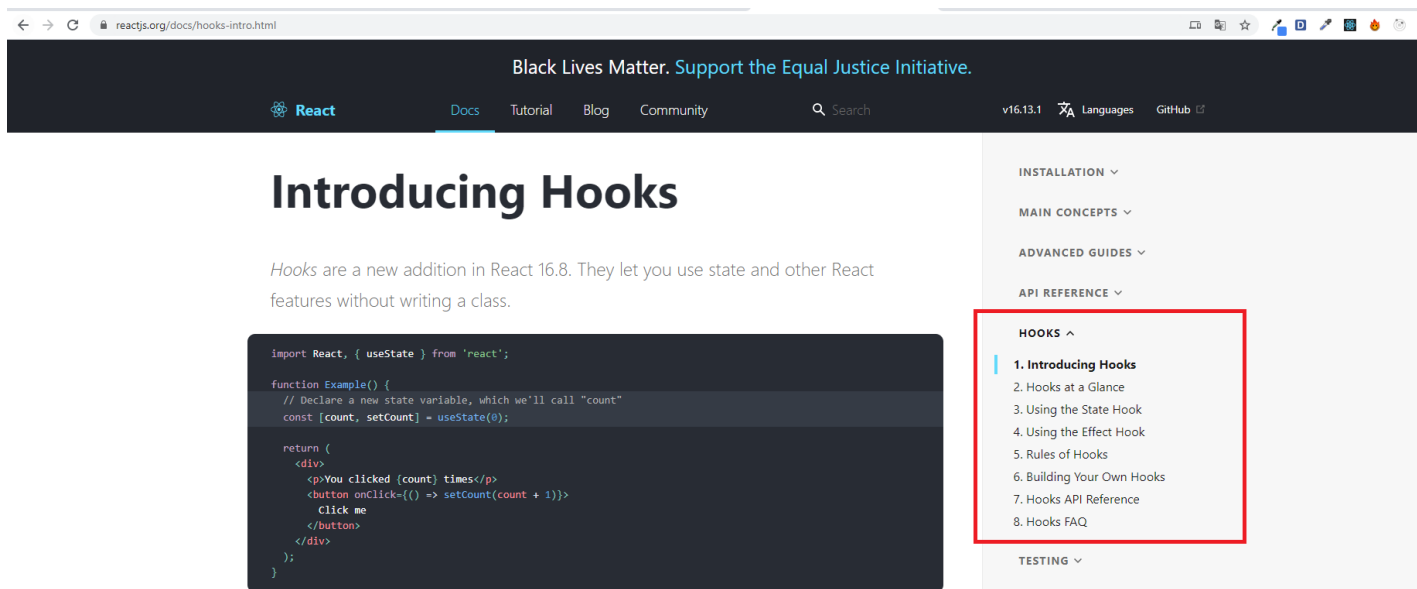 reactjs.org/docs/hooks-intro.html
Black Lives Matter. Support the Equal Justice Initiative.
React Docs Tutorial Blog Community Search v16.13.1 Languages GitHub
Introducing Hooks
Hooks are a new addition in React 16.8. They let you use state and other React
features without writing a class.
import React, { useState } from 'react';
function Example() {
// Declare a new state variable, which we'll call "count"
const [count, setCount] = useState(0);
return (
<div>
<p>You clicked {count} times</p>
<button onClick={() => setCount(count + 1)}>
Click me
</button>
</div>
);
}
INSTALLATION
MAIN CONCEPTS
ADVANCED GUIDES
API REFERENCE
HOOKS
1. Introducing Hooks
2. Hooks at a Glance
3. Using the State Hook
4. Using the Effect Hook
5. Rules of Hooks
6. Building Your Own Hooks
7. Hooks API Reference
8. Hooks FAQ
TESTING